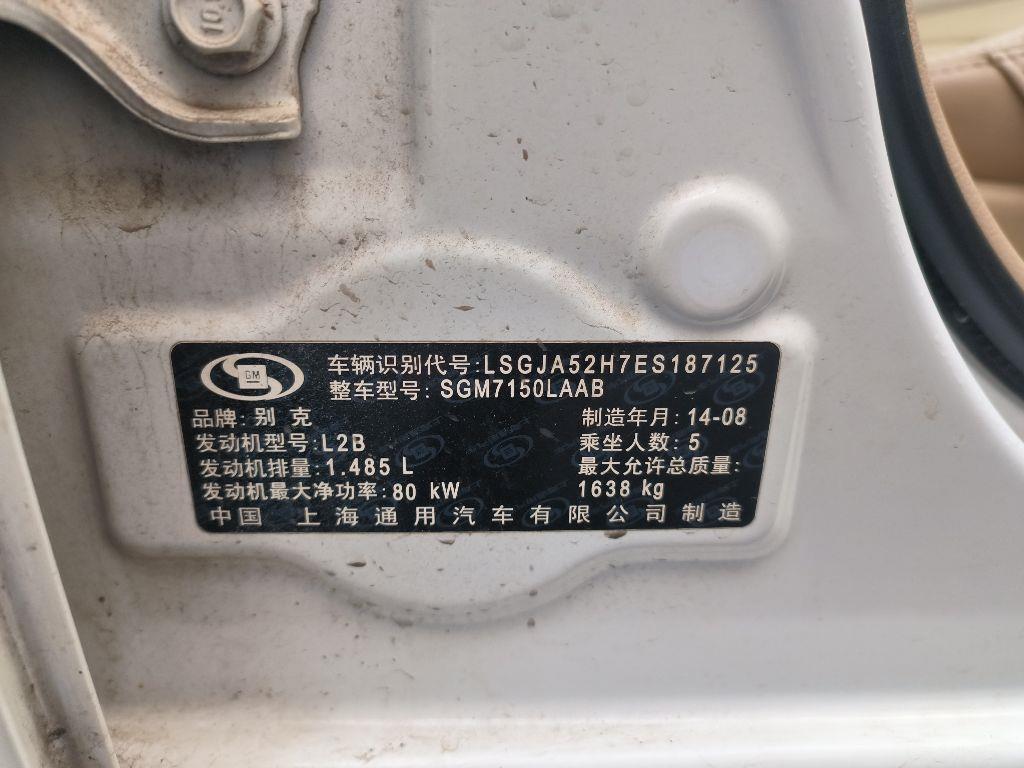 10
GM
车辆识别代号:LSGJA52H7ES187125
整车型号: SGM7150LAAB
品牌: 别 克
制造年月: 14-08
发动机型号: L2B
乘坐人数: 5
发动机排量: 1.485 L
最大允许总质量:
发动机最大净功率: 80 kW
1638 kg
中国 上海通用汽车有限公司制造